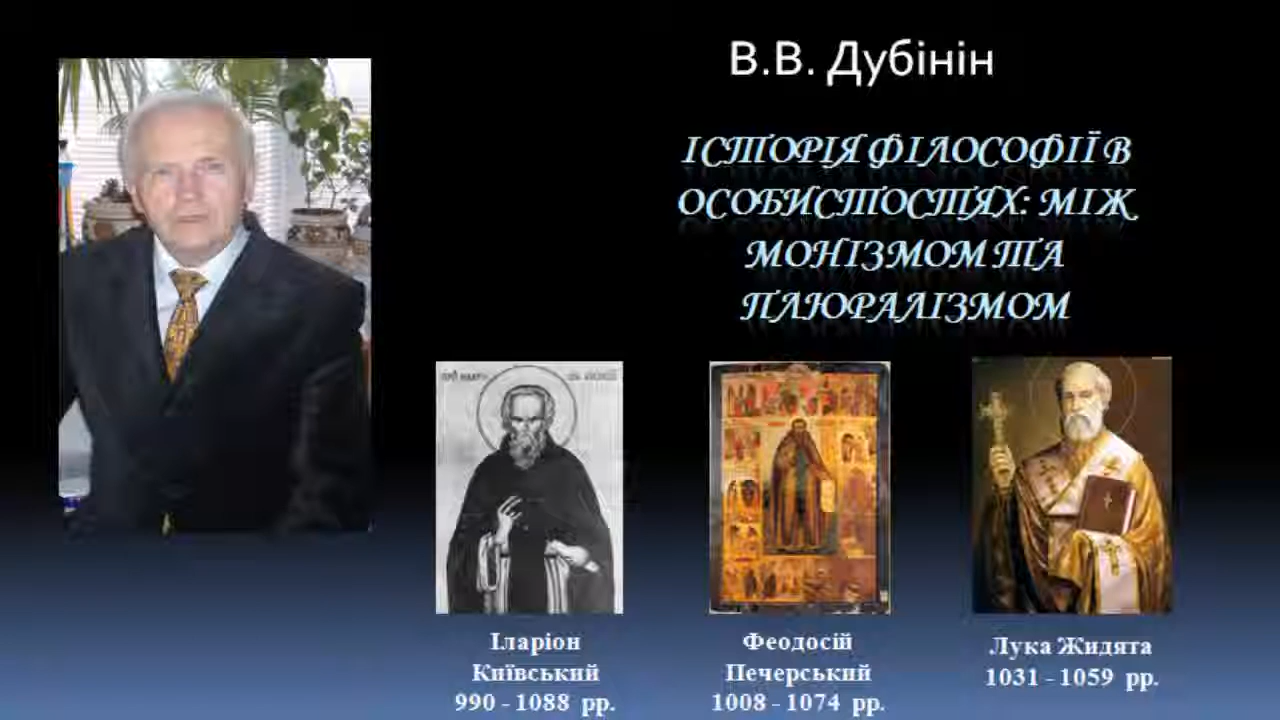 В.В. Дубінін
ІСТОРІЯ ФІЛОСОФІЇ В
ОСОБИСТОСТЯХ: МІЖ
МОНІЗМОМ ТА
ПЛЮРАЛІЗМОМ
Іларіон
Київський
990 - 1088 рр.
Феодосій
Печерський
1008 - 1074 рр.
Лука Жидята
1031 - 1059 рр.